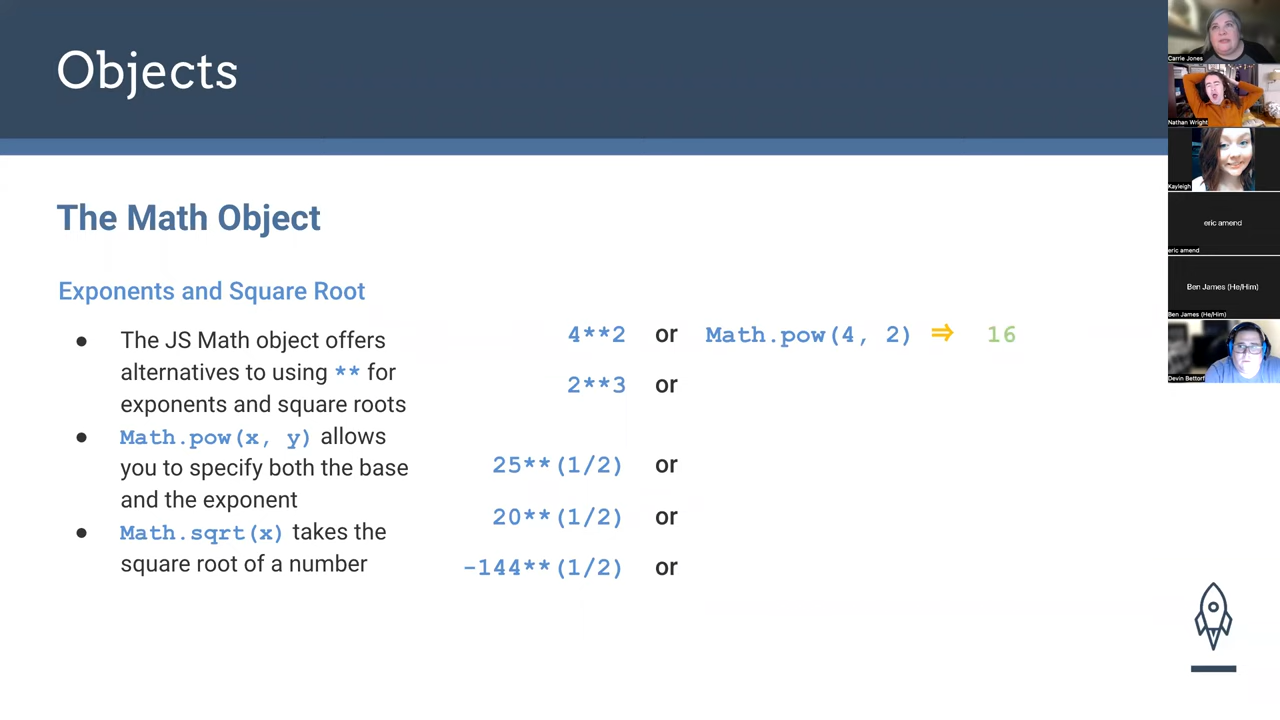 Objects
The Math Object
Exponents and Square Root
● The JS Math object offers
alternatives to using ** for
exponents and square roots
● Math.pow(x, y) allows
you to specify both the base
and the exponent
● Math.sqrt(x) takes the
square root of a number
4**2 or Math.pow(4, 2) ⇒ 16
2**3 or
25**(1/2) or
20**(1/2) or
-144**(1/2) or
Carrie Jones
Nathan Wright
Kayleigh
eric amend
eric amend
Ben James (He/Him)
Ben James (He/Him)
Devin Bettorf